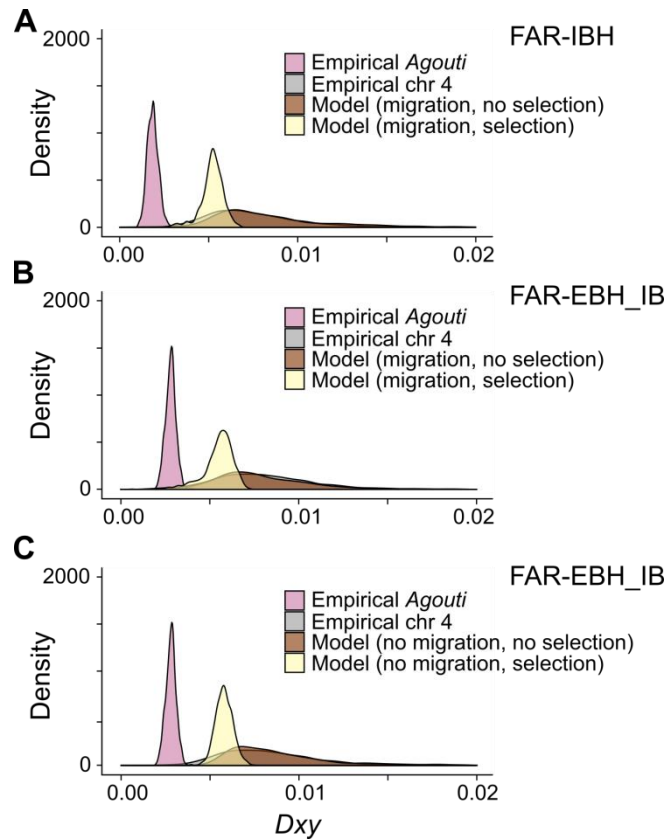 A
FAR-IBH
2000
Empirical Agouti
Empirical chr 4
Model (migration, no selection)
Model (migration, selection)
Density
0
0.00 0.01 0.02
B
FAR-EBH_IB
2000
Empirical Agouti
Empirical chr 4
Model (migration, no selection)
Model (migration, selection)
Density
0
0.00 0.01 0.02
C
FAR-EBH_IB
2000
Empirical Agouti
Empirical chr 4
Model (no migration, no selection)
Model (no migration, selection)
Density
0
0.00 0.01 0.02
Dxy